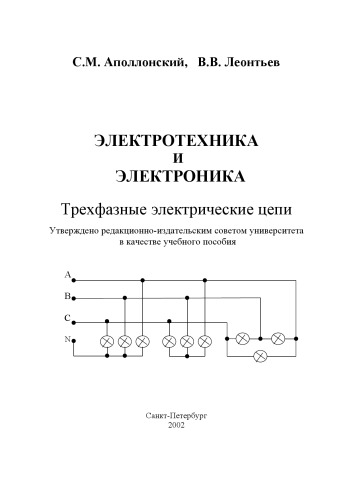 С.М. Аполлонский, В.В. Леонтьев
ЭЛЕКТРОТЕХНИКА
И
ЭЛЕКТРОНИКА
Трехфазные электрические цепи
Утверждено редакционно-издательским советом университета
в качестве учебного пособия
A
B
C
N
Санкт-Петербург
2002